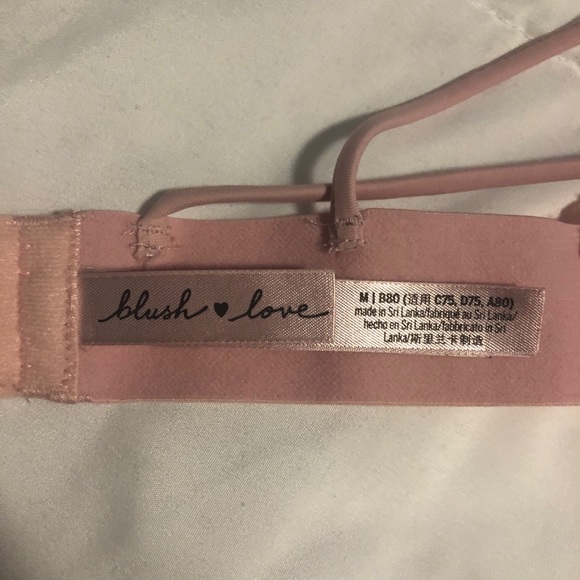 blush ♥ love
M | B80 (适用 C75, D75, A80)
made in Sri Lanka/fabriqué au Sri Lanka/
hecho en Sri Lanka/fabbricato in Sri
Lanka/斯里兰卡制造